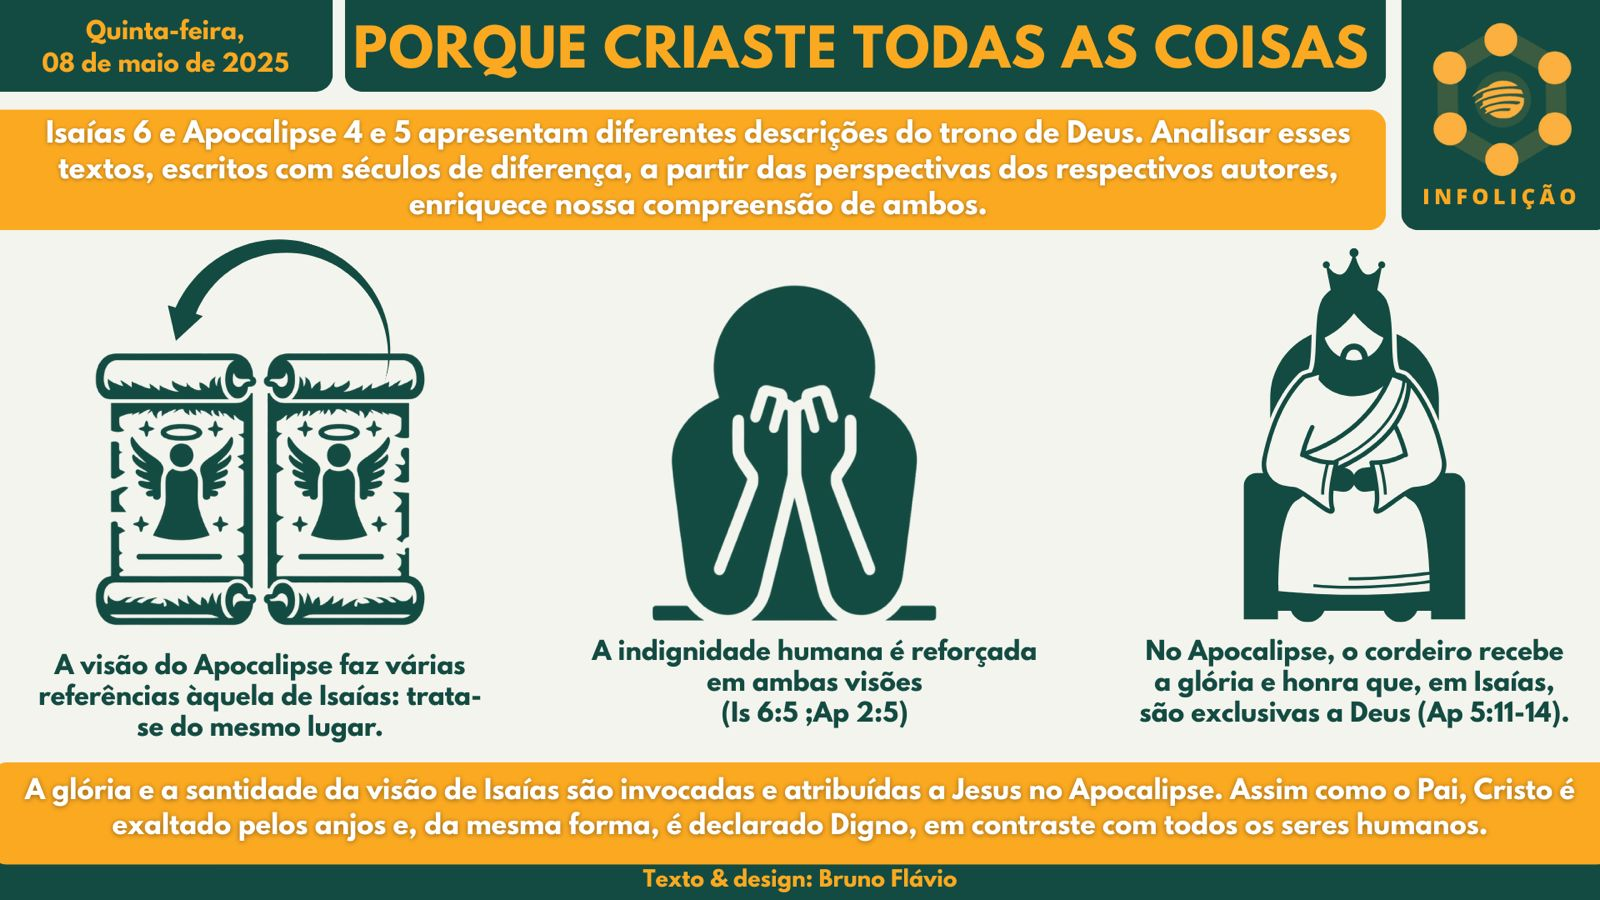 Quinta-feira,
08 de maio de 2025
PORQUE CRIASTE TODAS AS COISAS
INFOLIÇÃO
Isaías 6 e Apocalipse 4 e 5 apresentam diferentes descrições do trono de Deus. Analisar esses
textos, escritos com séculos de diferença, a partir das perspectivas dos respectivos autores,
enriquece nossa compreensão de ambos.
A visão do Apocalipse faz várias
referências àquela de Isaías: trata-
se do mesmo lugar.
A indignidade humana é reforçada
em ambas visões
(Is 6:5 ;Ap 2:5)
No Apocalipse, o cordeiro recebe
a glória e honra que, em Isaías,
são exclusivas a Deus (Ap 5:11-14).
A glória e a santidade da visão de Isaías são invocadas e atribuídas a Jesus no Apocalipse. Assim como o Pai, Cristo é
exaltado pelos anjos e, da mesma forma, é declarado Digno, em contraste com todos os seres humanos.
Texto & design: Bruno Flávio